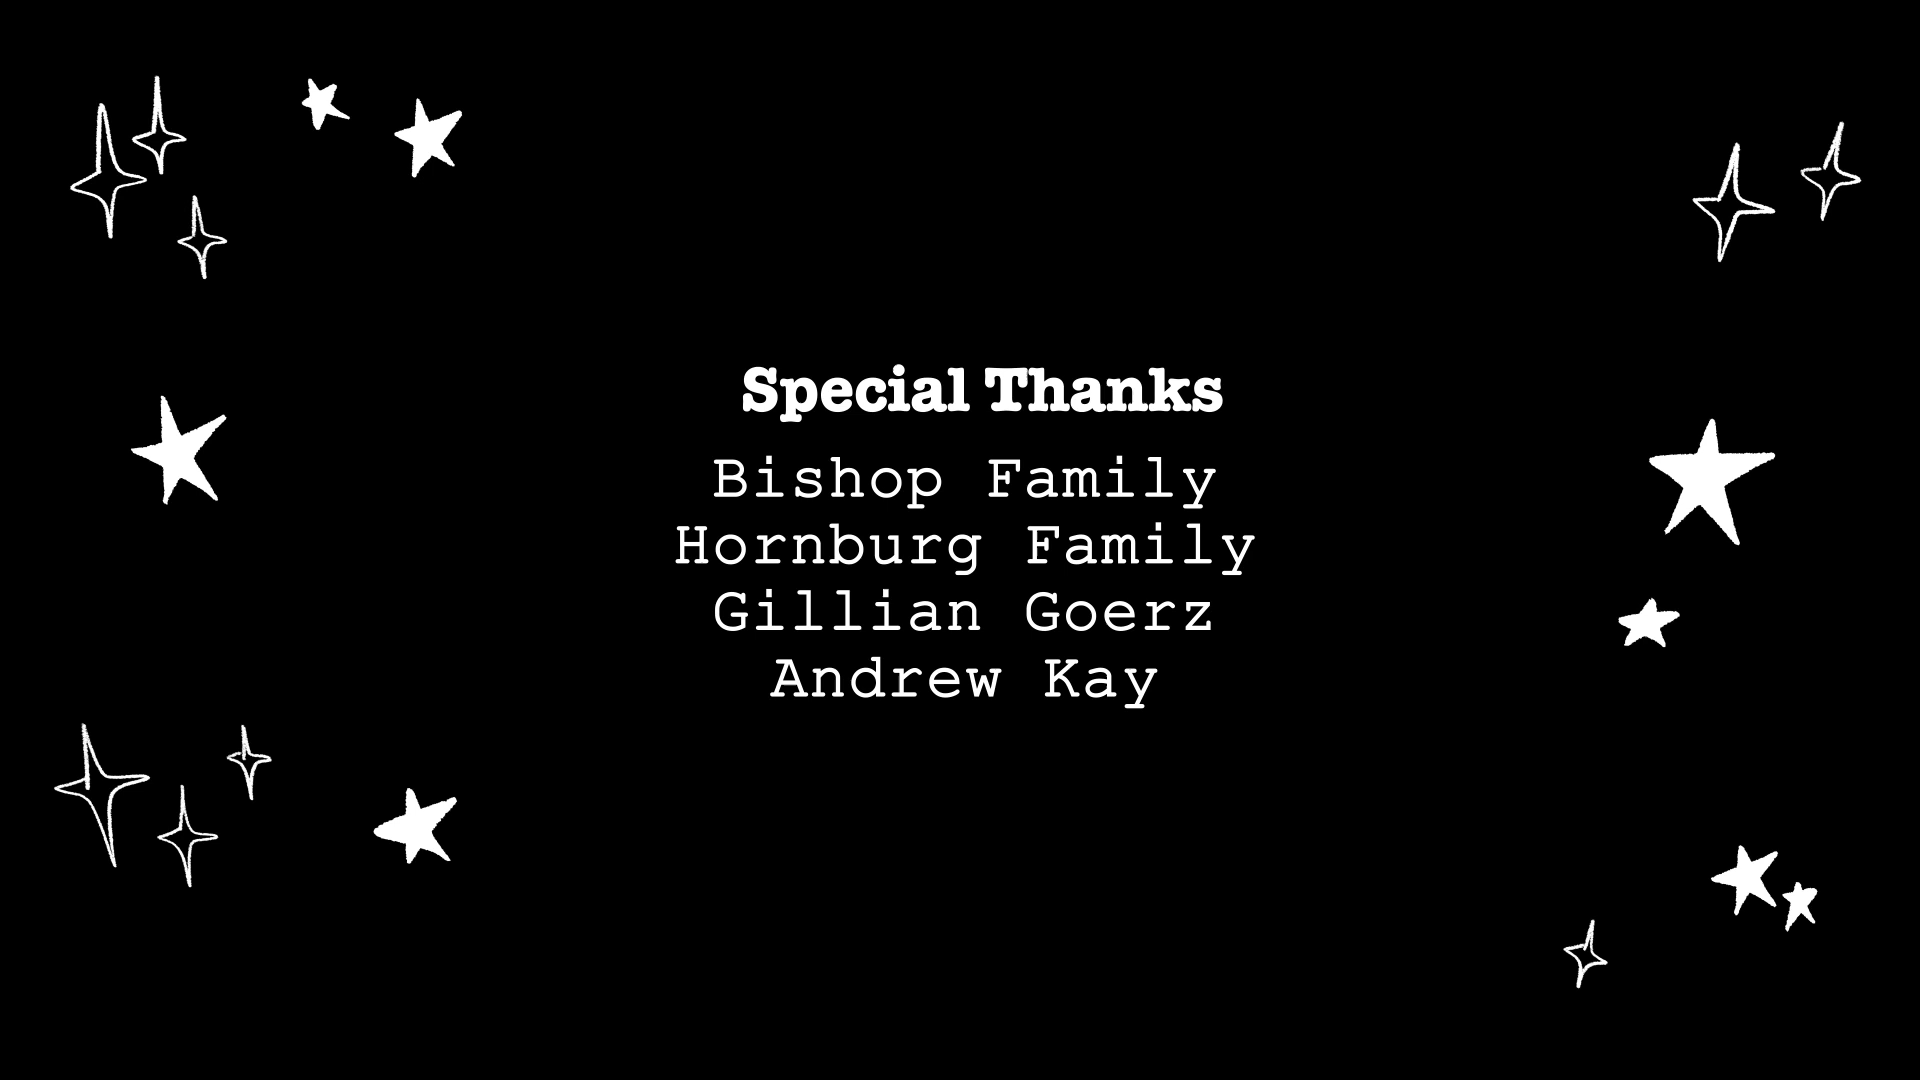 Special Thanks
Bishop Family
Hornburg Family
Gillian Goerz
Andrew Kay